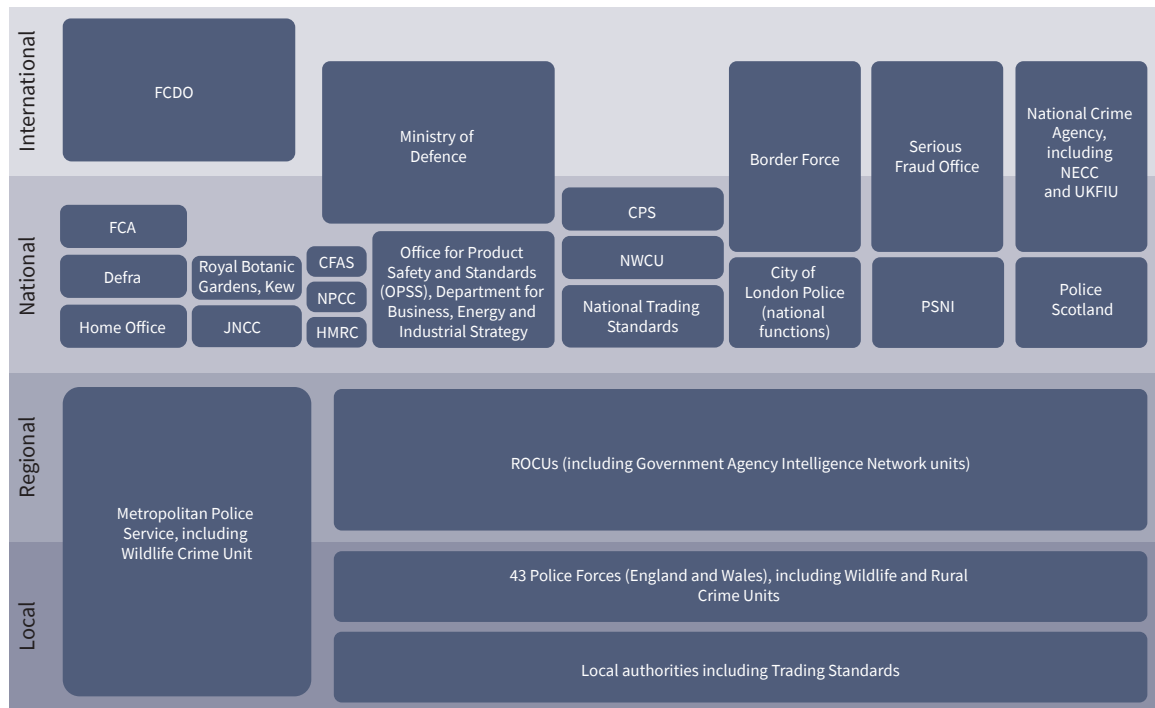 International
FCDO
Ministry of
Defence
Border Force
Serious
Fraud Office
National Crime
Agency,
including
NECC
and UKFIU
National
FCA
Defra
Home Office
Royal Botanic
Gardens, Kew
JNCC
CFAS
NPCC
HMRC
Office for Product
Safety and Standards
(OPSS), Department for
Business, Energy and
Industrial Strategy
CPS
NWCU
National Trading
Standards
City of
London Police
(national
functions)
PSNI
Police
Scotland
Regional
Metropolitan Police
Service, including
Wildlife Crime Unit
ROCUs (including Government Agency Intelligence Network units)
Local
43 Police Forces (England and Wales), including Wildlife and Rural
Crime Units
Local authorities including Trading Standards